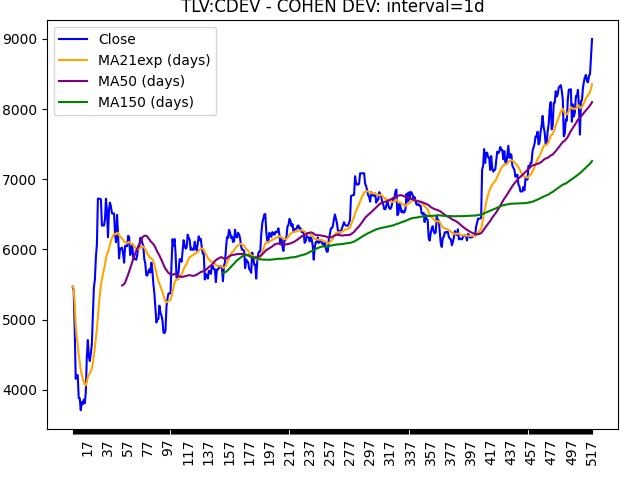 TLV:CDEV - COHEN DEV: interval=1d
Close
MA21exp (days)
MA50 (days)
MA150 (days)
9000
8000
7000
6000
5000
4000
17 37 57 77 97 117 137 157 177 197 217 237 257 277 297 317 337 357 377 397 417 437 457 477 497 517